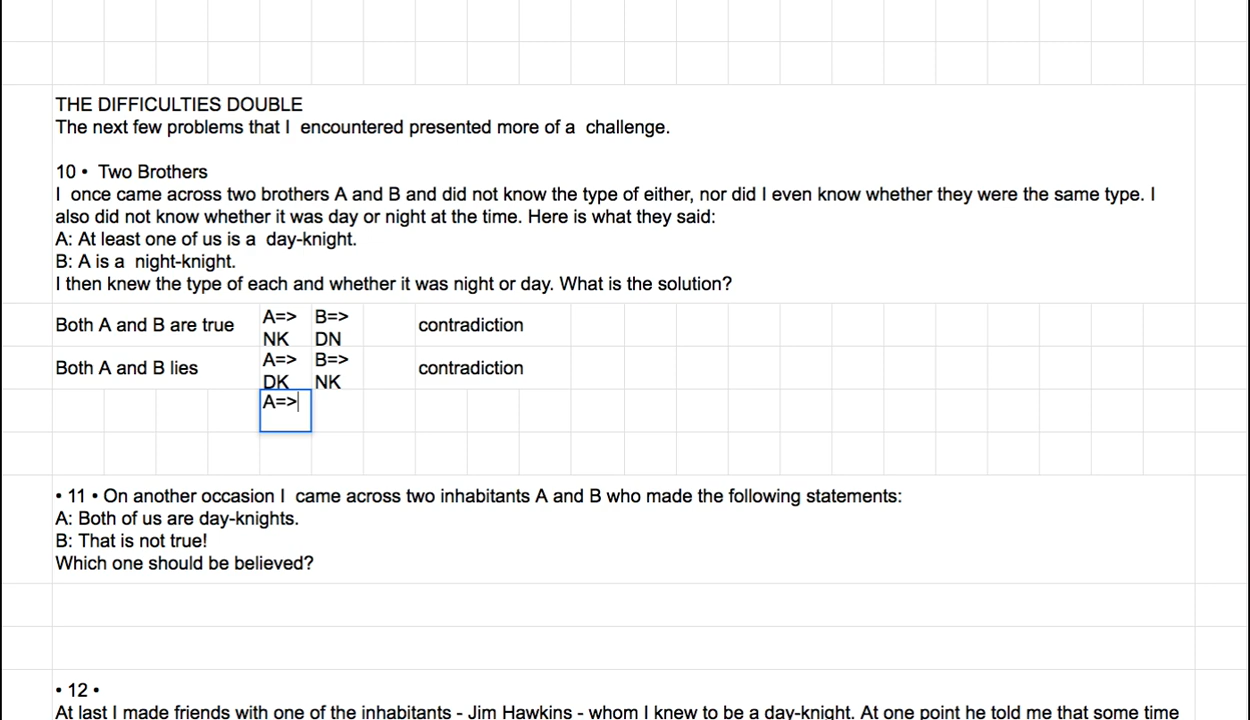 THE DIFFICULTIES DOUBLE
The next few problems that I encountered presented more of a challenge.
10 • Two Brothers
I once came across two brothers A and B and did not know the type of either, nor did I even know whether they were the same type. I
also did not know whether it was day or night at the time. Here is what they said:
A: At least one of us is a day-knight.
B: A is a night-knight.
I then knew the type of each and whether it was night or day. What is the solution?
Both A and B are true A=> NK B=> DN contradiction
Both A and B lies A=> DK B=> NK contradiction
A=>
• 11 • On another occasion I came across two inhabitants A and B who made the following statements:
A: Both of us are day-knights.
B: That is not true!
Which one should be believed?
• 12 •
At last I made friends with one of the inhabitants - Jim Hawkins - whom I knew to be a day-knight. At one point he told me that some time